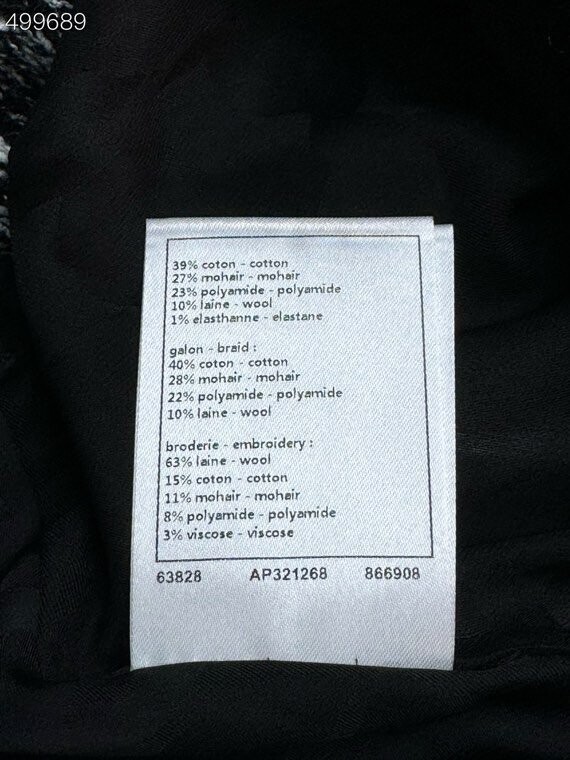 499689
39% coton - cotton
27% mohair - mohair
23% polyamide - polyamide
10% laine - wool
1% elasthanne - elastane
galon - braid :
40% coton - cotton
28% mohair - mohair
22% polyamide - polyamide
10% laine - wool
broderie - embroidery :
63% laine - wool
15% coton - cotton
11% mohair - mohair
8% polyamide - polyamide
3% viscose - viscose
63828 AP321268 866908